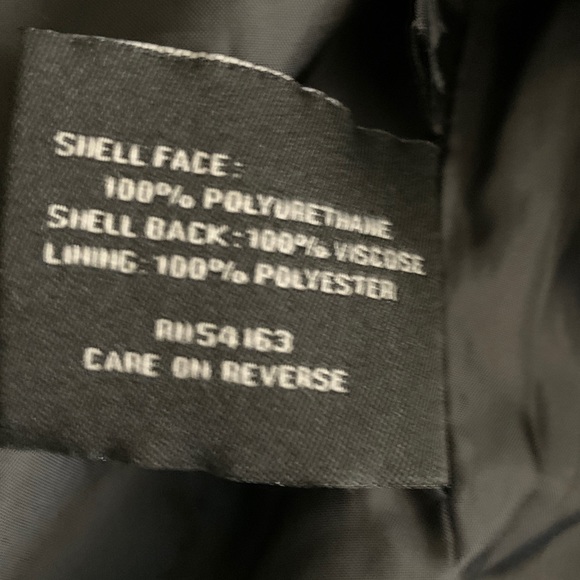 SHELL FACE:
100% POLYURETHANE
SHELL BACK:100% VISCOSE
LINING: 100% POLYESTER
RN54163
CARE ON REVERSE